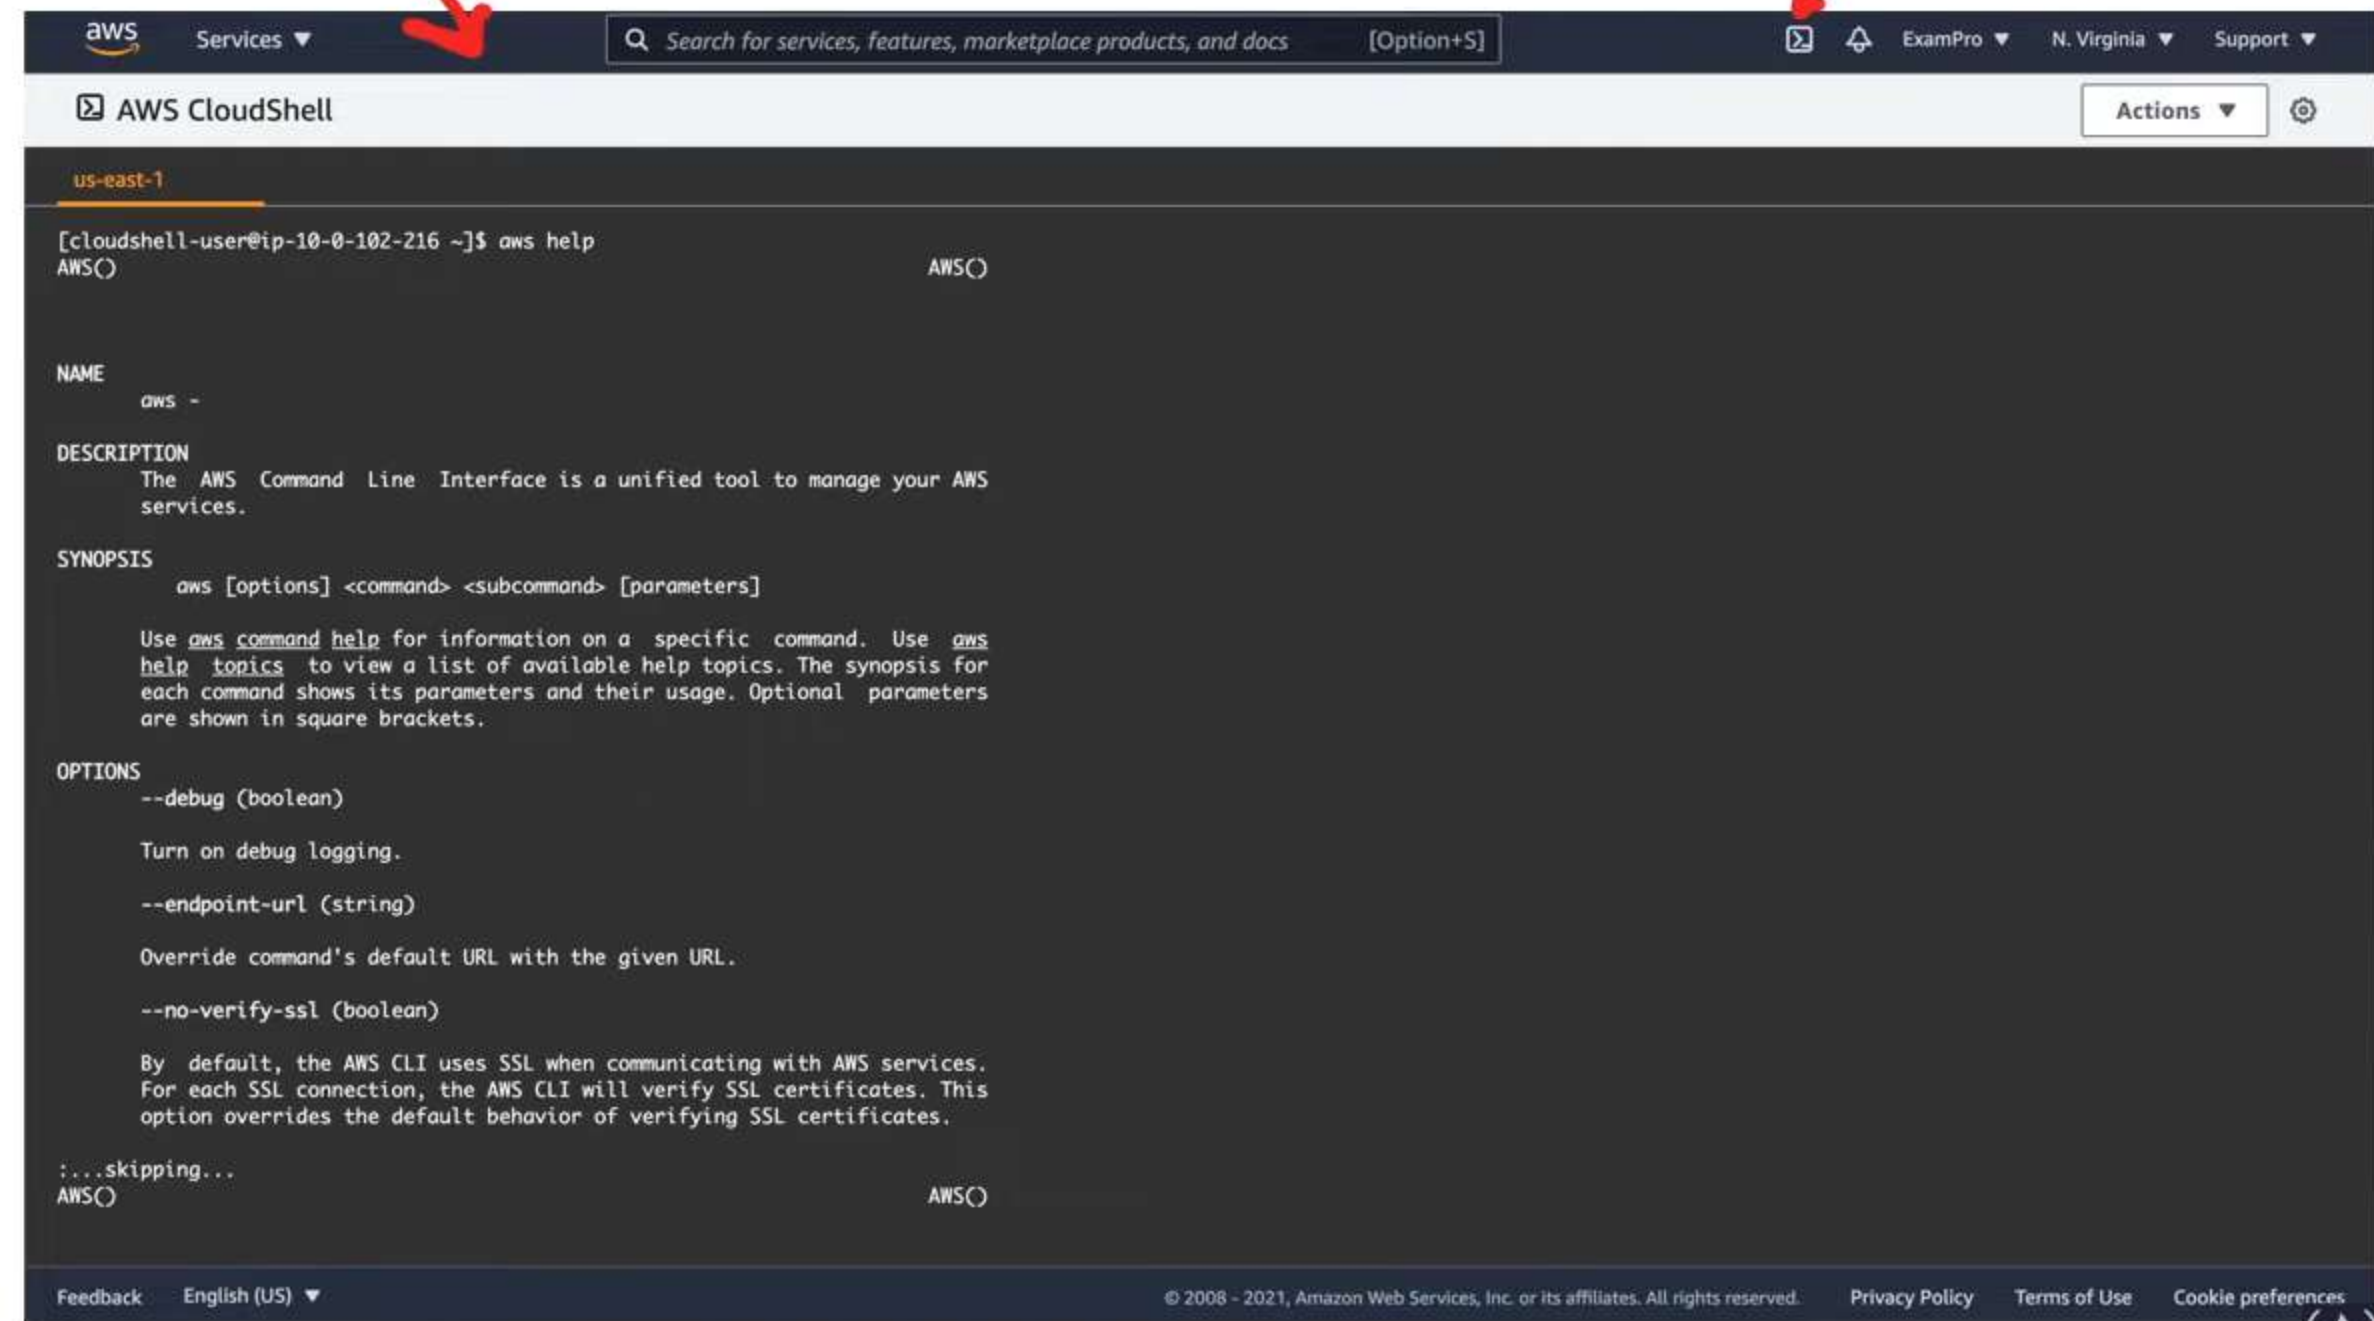 aws Services ▼ Search for services, features, marketplace products, and docs [Option+S] ExamPro ▼ N. Virginia ▼ Support ▼
AWS CloudShell Actions ▼
us-east-1
[cloudshell-user@ip-10-0-102-216 ~]$ aws help
AWS() AWS()
NAME
aws -
DESCRIPTION
The AWS Command Line Interface is a unified tool to manage your AWS
services.
SYNOPSIS
aws [options] <command> <subcommand> [parameters]
Use aws command help for information on a specific command. Use aws
help topics to view a list of available help topics. The synopsis for
each command shows its parameters and their usage. Optional parameters
are shown in square brackets.
OPTIONS
--debug (boolean)
Turn on debug logging.
--endpoint-url (string)
Override command's default URL with the given URL.
--no-verify-ssl (boolean)
By default, the AWS CLI uses SSL when communicating with AWS services.
For each SSL connection, the AWS CLI will verify SSL certificates. This
option overrides the default behavior of verifying SSL certificates.
:...skipping...
AWS() AWS()
Feedback English (US) ▼ © 2008 - 2021, Amazon Web Services, Inc. or its affiliates. All rights reserved. Privacy Policy Terms of Use Cookie preferences